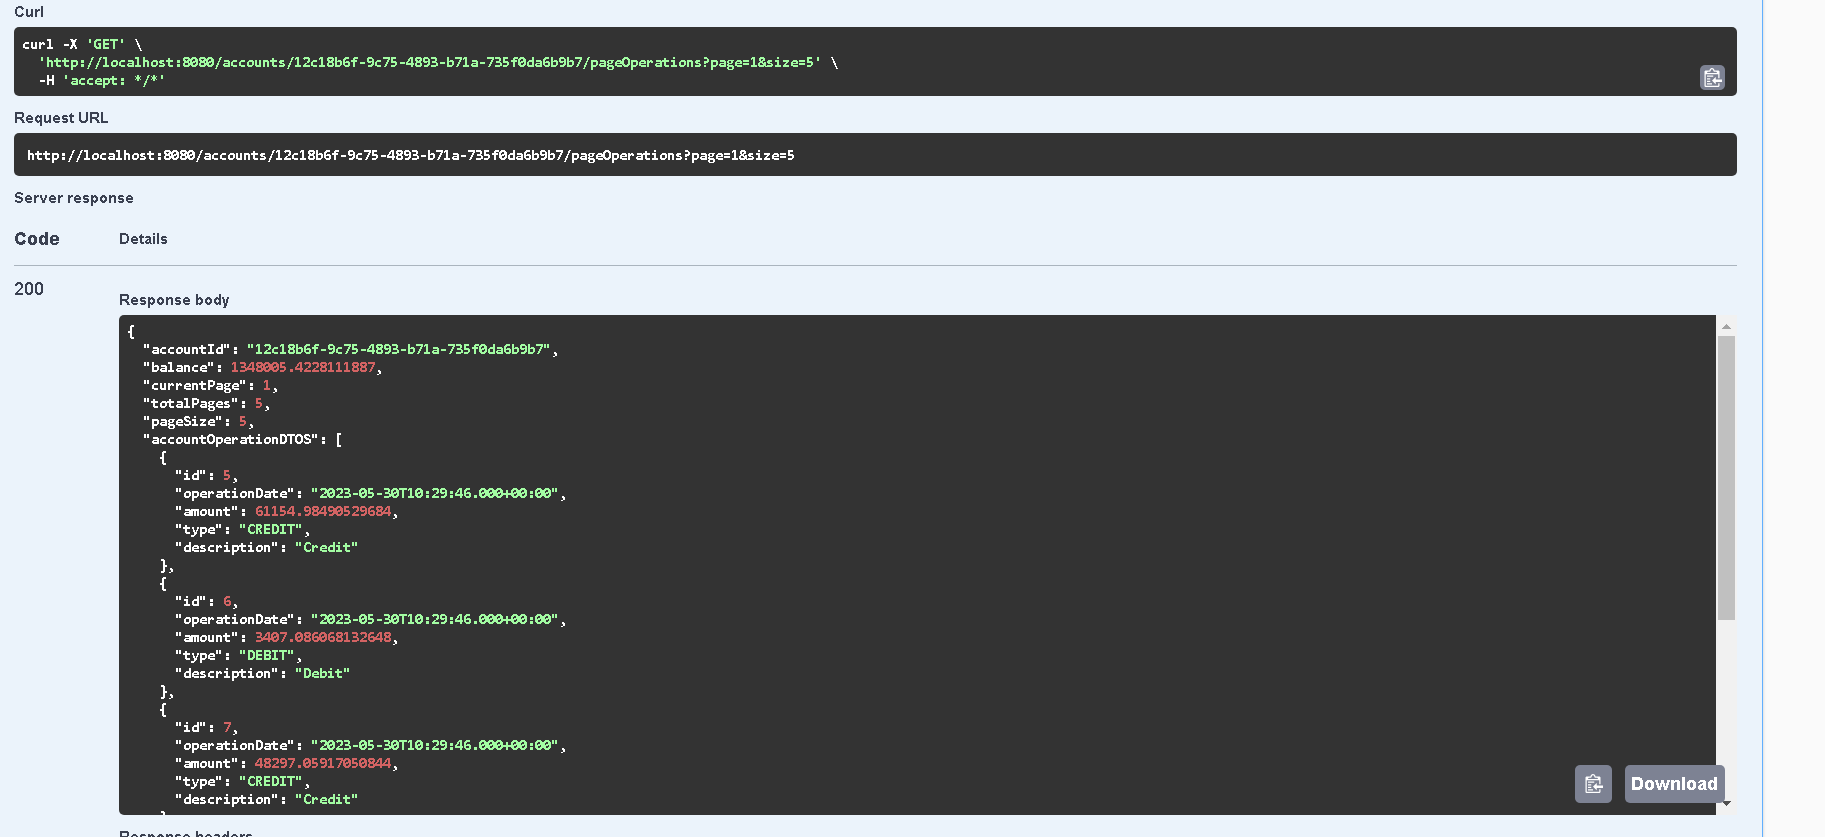 Curl
curl -X 'GET' \
'http://localhost:8080/accounts/12c18b6f-9c75-4893-b71a-735f0da6b9b7/pageOperations?page=1&size=5' \
-H 'accept: */*'
Request URL
http://localhost:8080/accounts/12c18b6f-9c75-4893-b71a-735f0da6b9b7/pageOperations?page=1&size=5
Server response
Code Details
200
Response body
{
"accountId": "12c18b6f-9c75-4893-b71a-735f0da6b9b7",
"balance": 1348005.4228111887,
"currentPage": 1,
"totalPages": 5,
"pageSize": 5,
"accountOperationDTOS": [
{
"id": 5,
"operationDate": "2023-05-30T10:29:46.000+00:00",
"amount": 61154.98490529684,
"type": "CREDIT",
"description": "Credit"
},
{
"id": 6,
"operationDate": "2023-05-30T10:29:46.000+00:00",
"amount": 3407.086068132648,
"type": "DEBIT",
"description": "Debit"
},
{
"id": 7,
"operationDate": "2023-05-30T10:29:46.000+00:00",
"amount": 48297.05917050844,
"type": "CREDIT",
"description": "Credit"
Download
Response headers